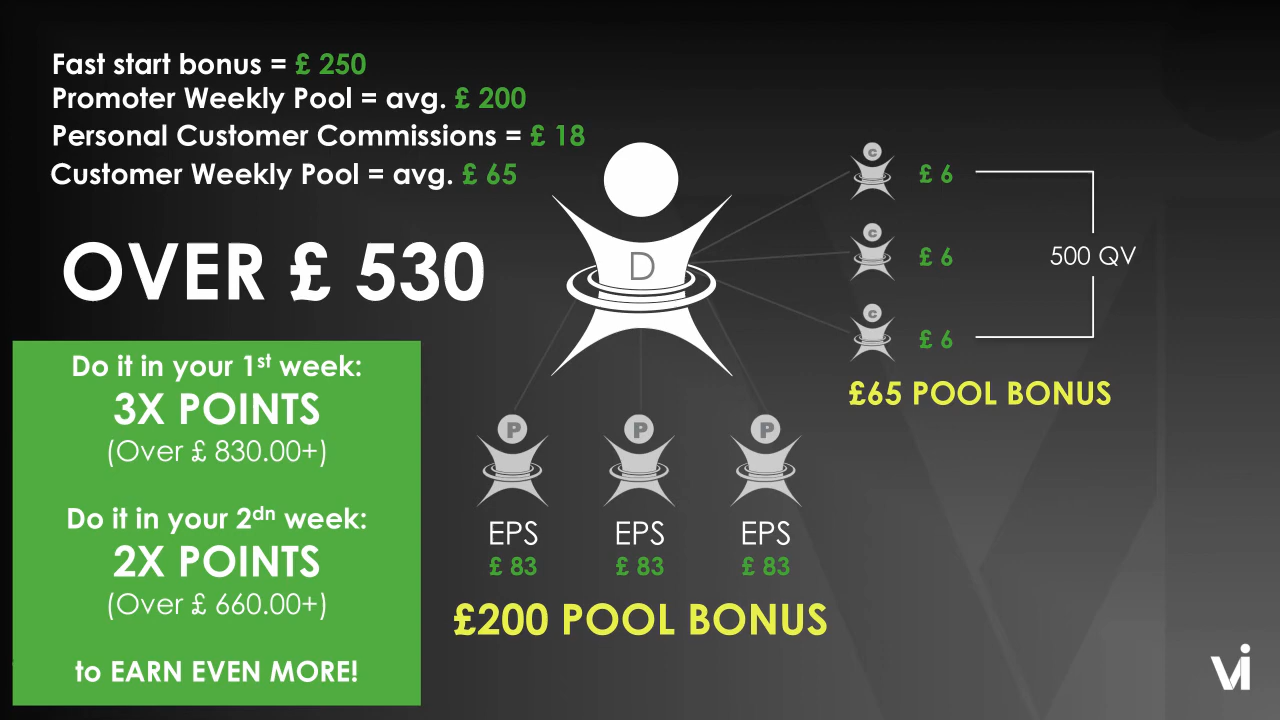 Fast start bonus = £ 250
Promoter Weekly Pool = avg. £ 200
Personal Customer Commissions = £ 18
Customer Weekly Pool = avg. £ 65
OVER £ 530
Do it in your 1st week:
3X POINTS
(Over £ 830.00+)
Do it in your 2dn week:
2X POINTS
(Over £ 660.00+)
to EARN EVEN MORE!
D
C
£ 6
C
£ 6
C
£ 6
500 QV
£65 POOL BONUS
P
P
P
EPS
EPS
EPS
£ 83
£ 83
£ 83
£200 POOL BONUS
vi